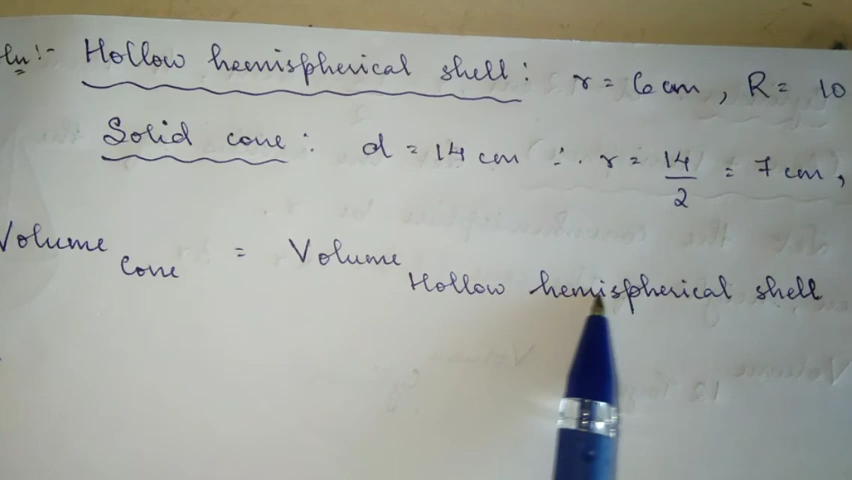 Hollow hemispherical shell: r = 6 cm, R = 10
Solid cone: d = 14 cm ∴ r = 14/2 = 7 cm,
Volume Cone = Volume Hollow hemispherical shell